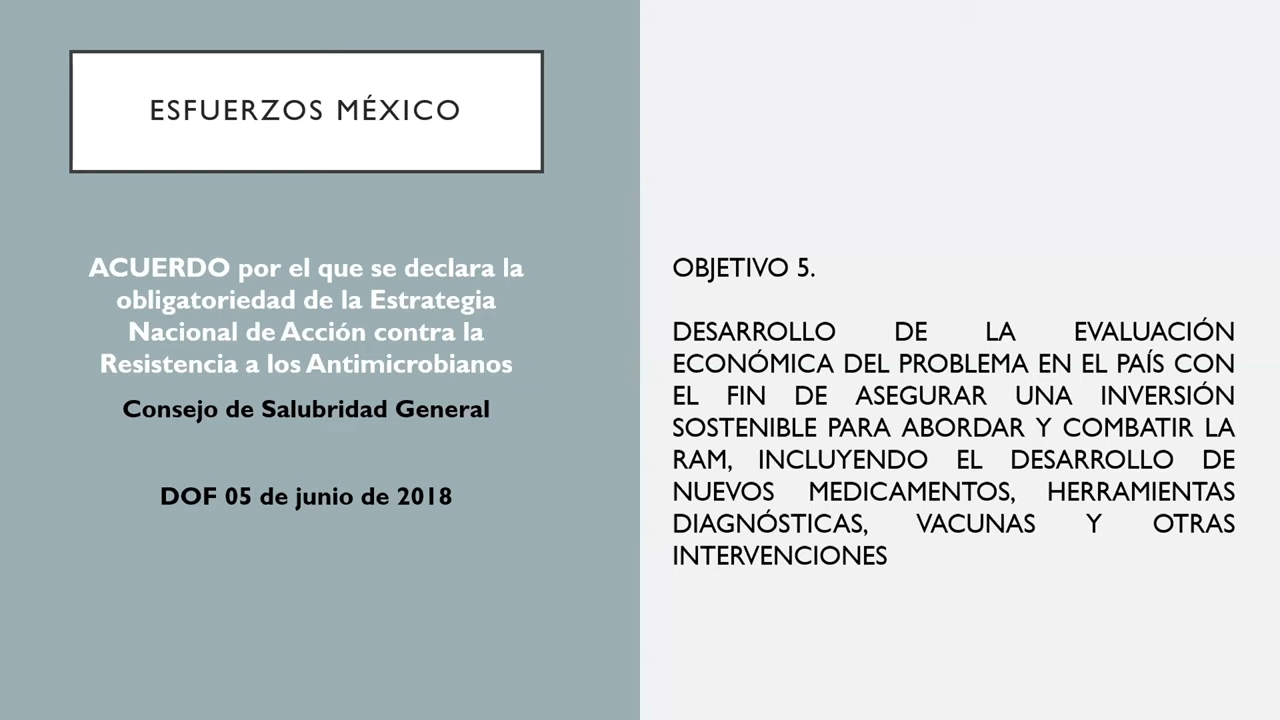 ESFUERZOS MÉXICO
ACUERDO por el que se declara la
obligatoriedad de la Estrategia
Nacional de Acción contra la
Resistencia a los Antimicrobianos
Consejo de Salubridad General
DOF 05 de junio de 2018
OBJETIVO 5.
DESARROLLO DE LA EVALUACIÓN
ECONÓMICA DEL PROBLEMA EN EL PAÍS CON
EL FIN DE ASEGURAR UNA INVERSIÓN
SOSTENIBLE PARA ABORDAR Y COMBATIR LA
RAM, INCLUYENDO EL DESARROLLO DE
NUEVOS MEDICAMENTOS, HERRAMIENTAS
DIAGNÓSTICAS, VACUNAS Y OTRAS
INTERVENCIONES